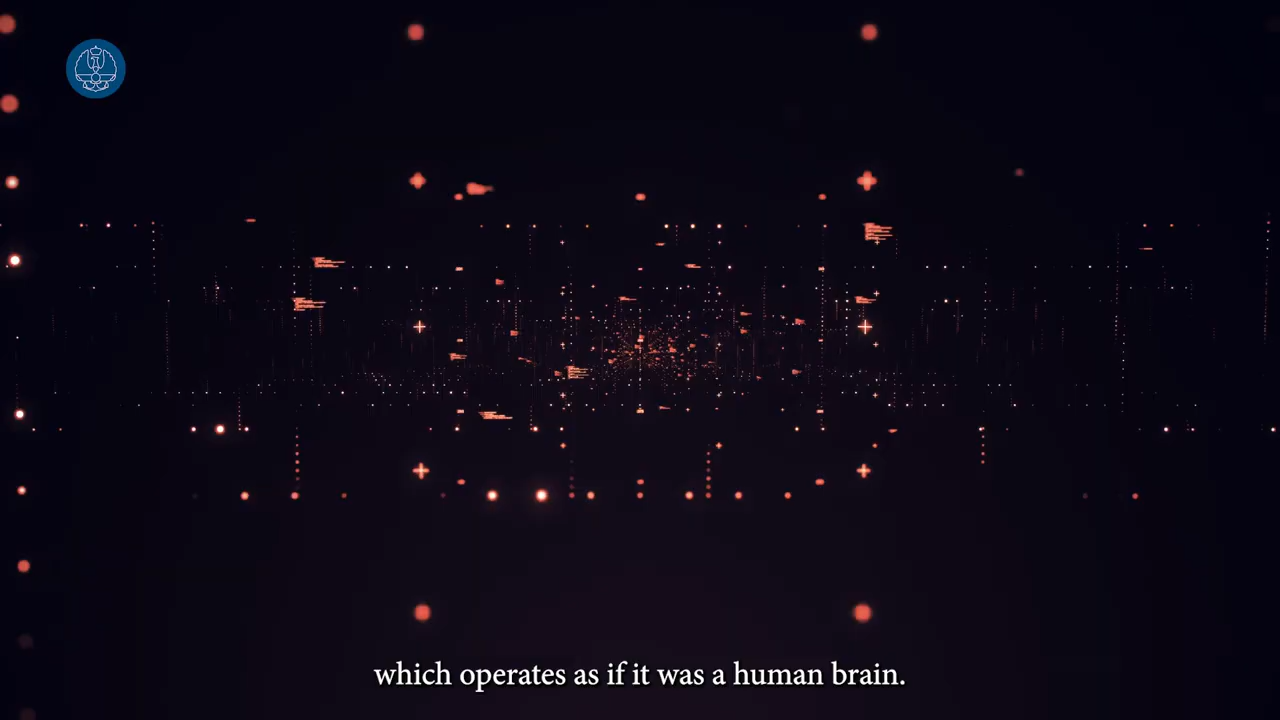 which operates as if it was a human brain.